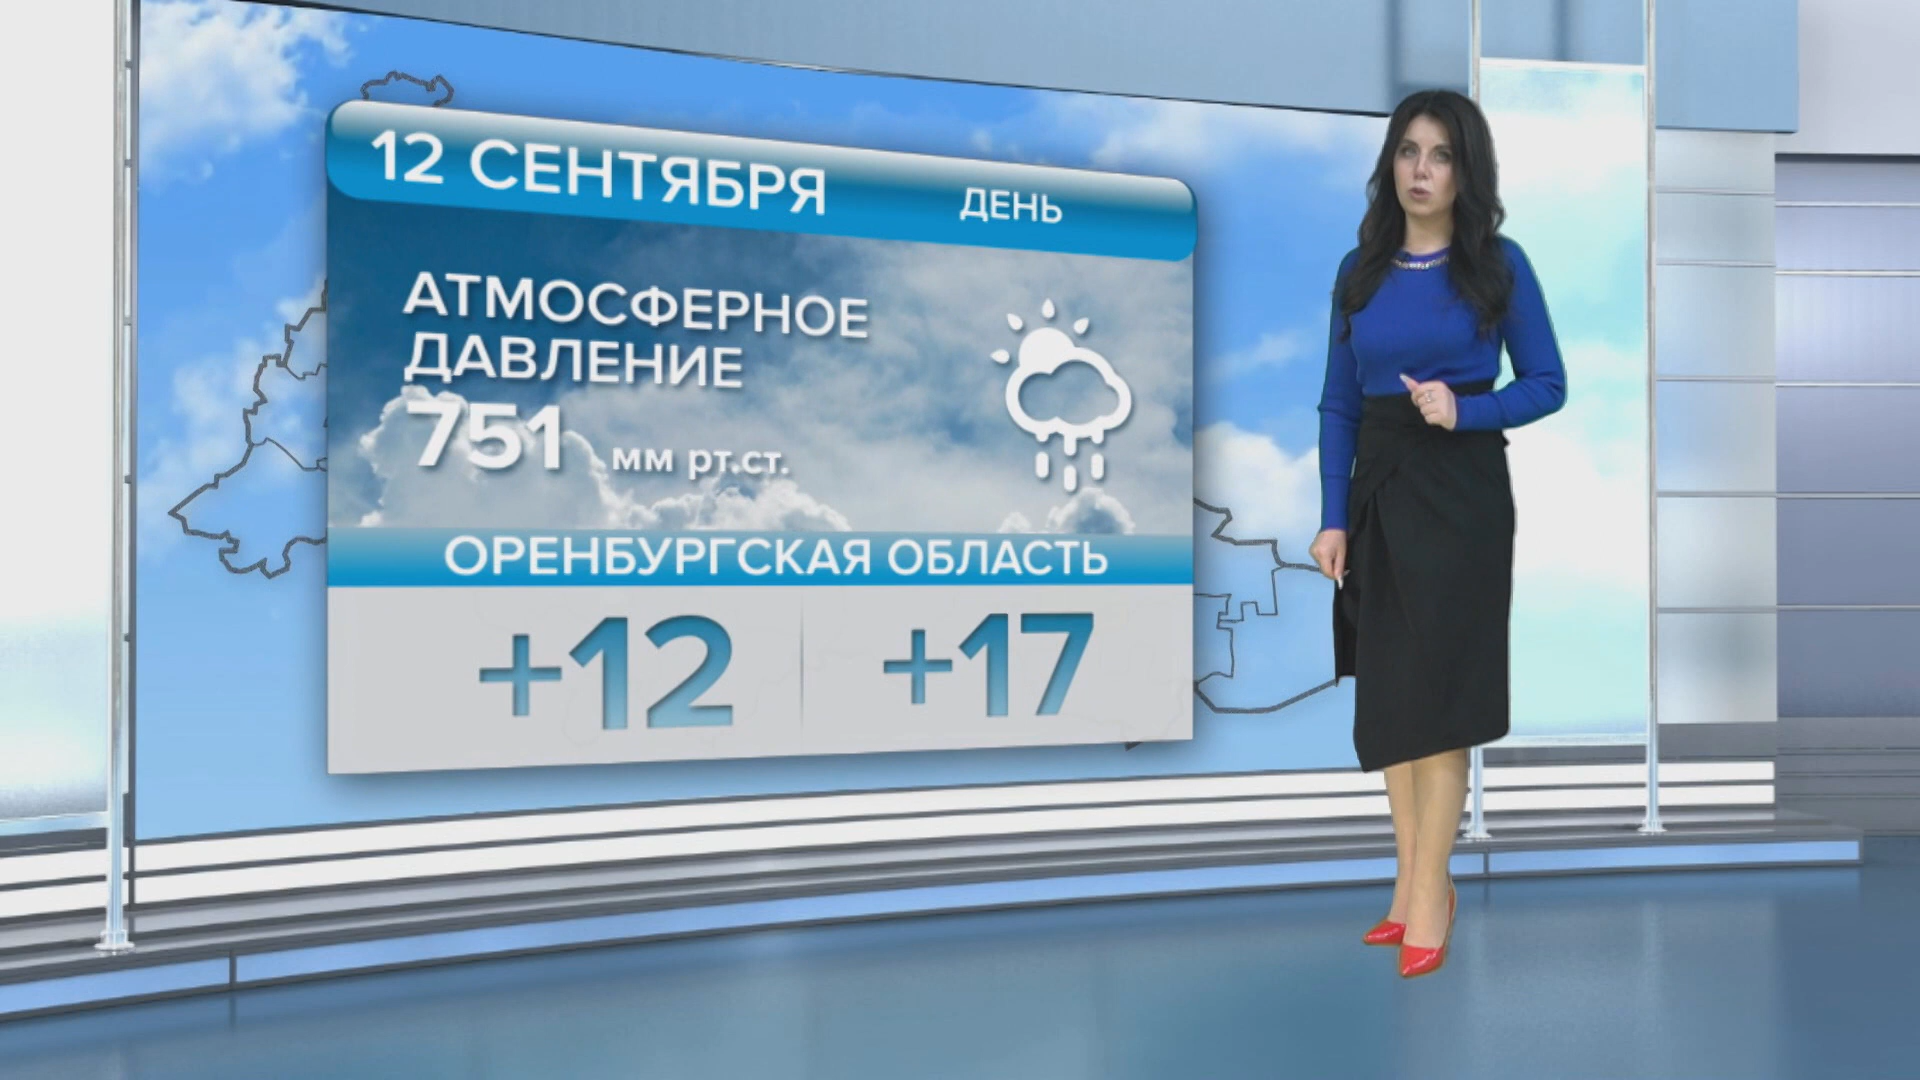 12 СЕНТЯБРЯ ДЕНЬ
АТМОСФЕРНОЕ
ДАВЛЕНИЕ
751 мм рт.ст.
ОРЕНБУРГСКАЯ ОБЛАСТЬ
+12 +17